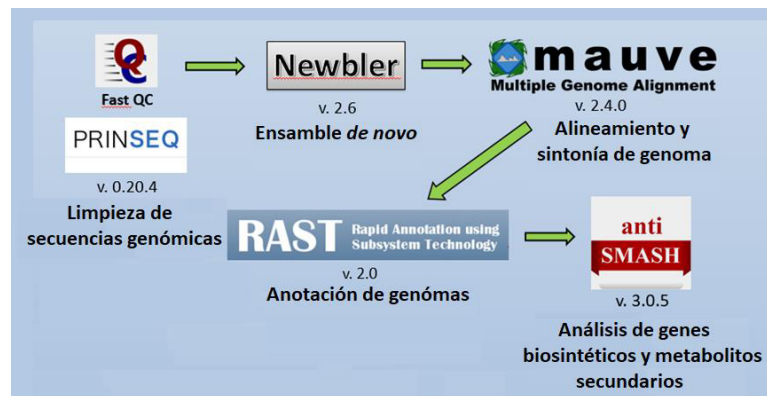 QC
Fast QC
PRINSEQ
v. 0.20.4
Limpieza de
secuencias genómicas
Newbler
v. 2.6
Ensamble de novo
mauve
Multiple Genome Alignment
v. 2.4.0
Alineamiento y
sintonía de genoma
RAST Rapid Annotation using
Subsystem Technology
v. 2.0
Anotación de genómas
anti
SMASH
v. 3.0.5
Análisis de genes
biosintéticos y metabolitos
secundarios